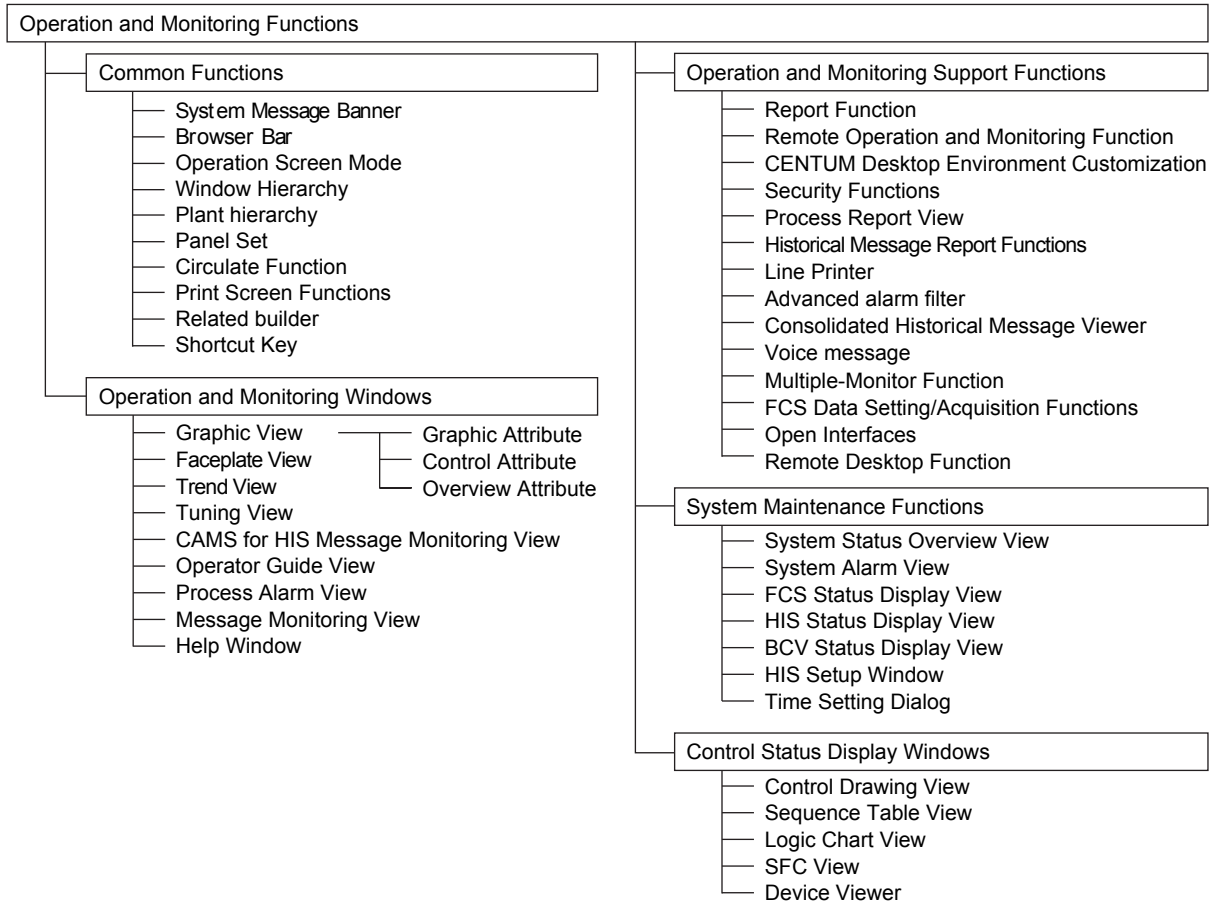 Operation and Monitoring Functions
Common Functions
System Message Banner
Browser Bar
Operation Screen Mode
Window Hierarchy
Plant hierarchy
Panel Set
Circulate Function
Print Screen Functions
Related builder
Shortcut Key
Operation and Monitoring Windows
Graphic View
Graphic Attribute
Control Attribute
Overview Attribute
Faceplate View
Trend View
Tuning View
CAMS for HIS Message Monitoring View
Operator Guide View
Process Alarm View
Message Monitoring View
Help Window
Operation and Monitoring Support Functions
Report Function
Remote Operation and Monitoring Function
CENTUM Desktop Environment Customization
Security Functions
Process Report View
Historical Message Report Functions
Line Printer
Advanced alarm filter
Consolidated Historical Message Viewer
Voice message
Multiple-Monitor Function
FCS Data Setting/Acquisition Functions
Open Interfaces
Remote Desktop Function
System Maintenance Functions
System Status Overview View
System Alarm View
FCS Status Display View
HIS Status Display View
BCV Status Display View
HIS Setup Window
Time Setting Dialog
Control Status Display Windows
Control Drawing View
Sequence Table View
Logic Chart View
SFC View
Device Viewer